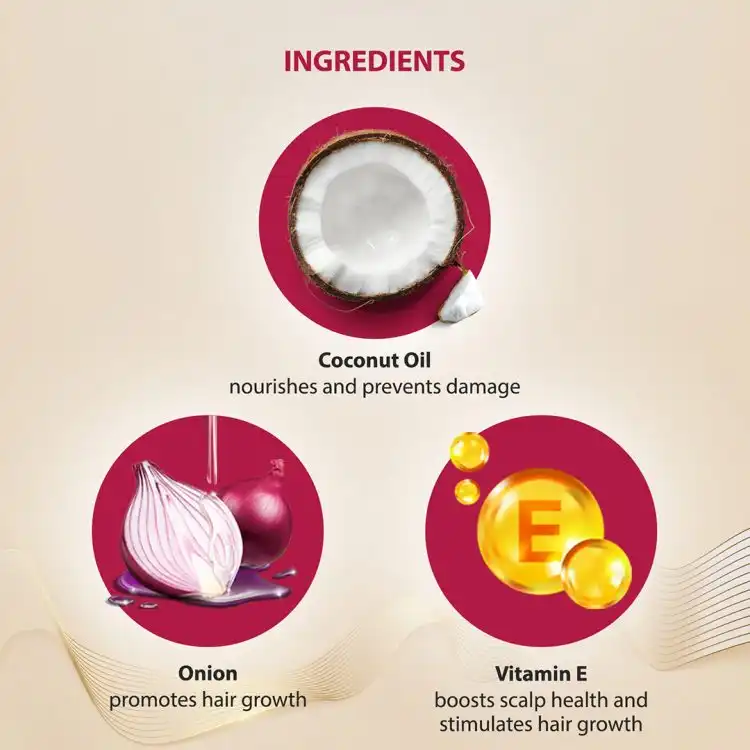 INGREDIENTS
Coconut Oil
nourishes and prevents damage
E
Onion
promotes hair growth
Vitamin E
boosts scalp health and
stimulates hair growth